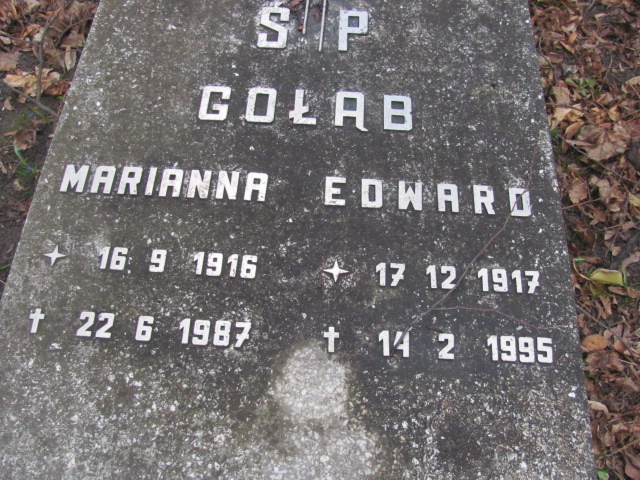 Ś P
GOŁĄB
MARIANNA EDWARD
16 9 1916 17 12 1917
22 6 1987 14 2 1995